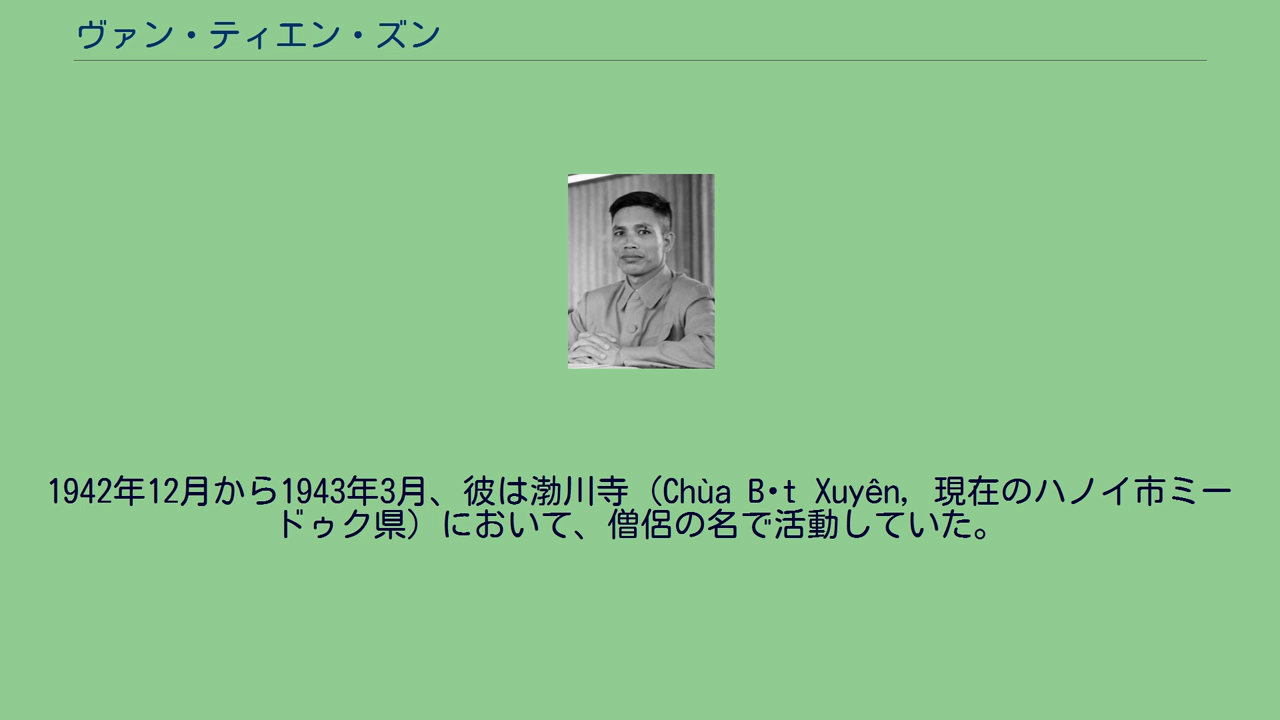 ヴァン・ティエン・ズン
1942年12月から1943年3月、彼は渤川寺（Chùa B•t Xuyên, 現在のハノイ市ミー
ドゥク県）において、僧侶の名で活動していた。